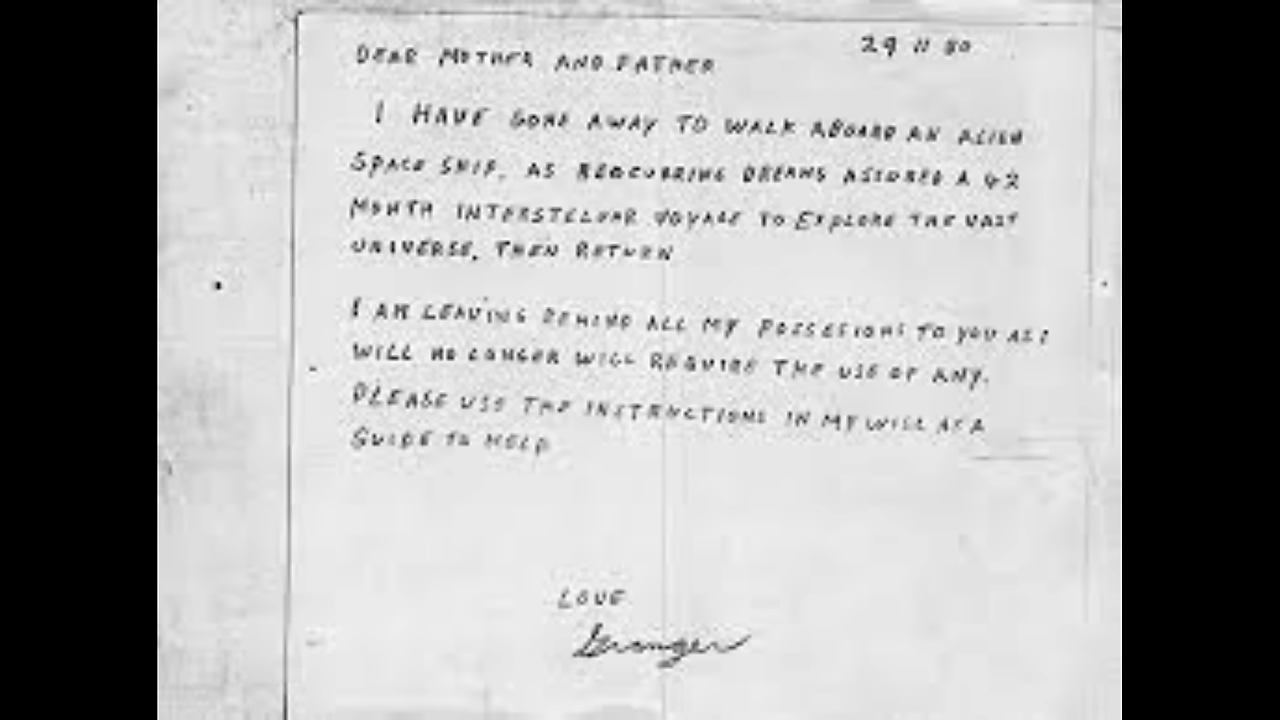 29 11 80
DEAR MOTHER AND FATHER
I HAVE GONE AWAY TO WALK ABOARD AN ALIEN
SPACE SHIP, AS REOCCURRING DREAMS ASSURED A 42
MONTH INTERSTELLAR VOYAGE TO EXPLORE THE VAST
UNIVERSE, THEN RETURN
I AM LEAVING BEHIND ALL MY POSSESIONS TO YOU AS I
WILL NO LONGER WILL REQUIRE THE USE OF ANY.
PLEASE USE THE INSTRUCTIONS IN MY WILL AS A
GUIDE TO HELP
LOVE
Granger